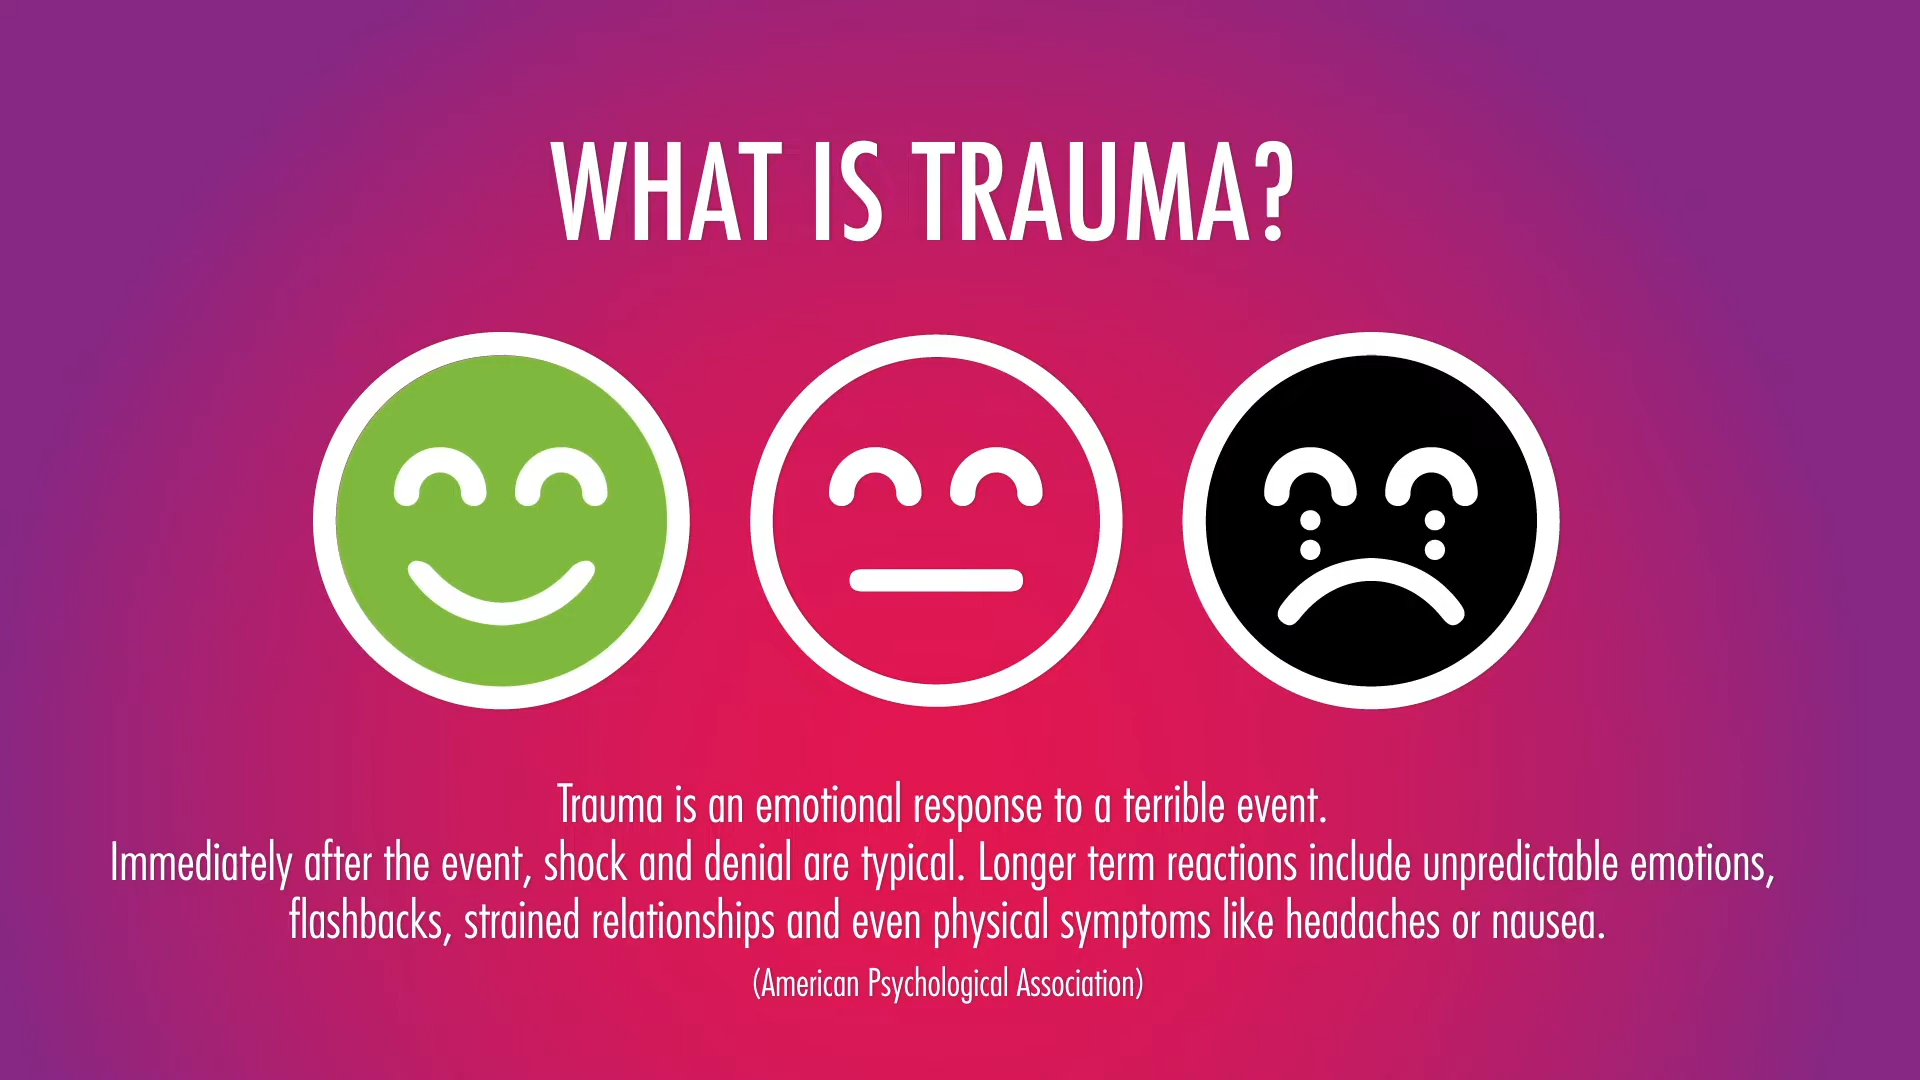 WHAT IS TRAUMA?
Trauma is an emotional response to a terrible event.
Immediately after the event, shock and denial are typical. Longer term reactions include unpredictable emotions,
flashbacks, strained relationships and even physical symptoms like headaches or nausea.
(American Psychological Association)